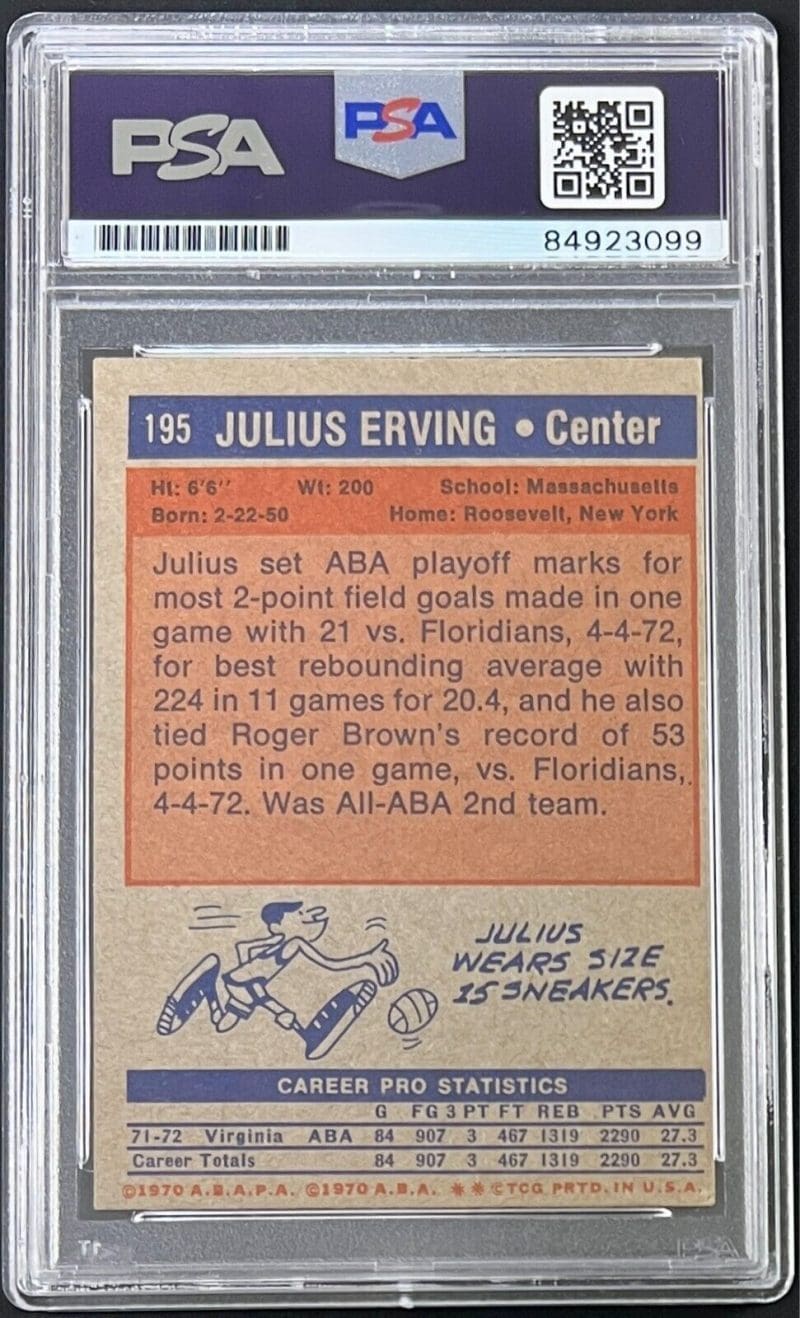 PSA PSA
84923099
195 JULIUS ERVING • Center
Ht: 6'6'' Wt: 200 School: Massachusetts
Born: 2-22-50 Home: Roosevelt, New York
Julius set ABA playoff marks for
most 2-point field goals made in one
game with 21 vs. Floridians, 4-4-72,
for best rebounding average with
224 in 11 games for 20.4, and he also
tied Roger Brown's record of 53
points in one game, vs. Floridians,
4-4-72. Was All-ABA 2nd team.
JULIUS
WEARS SIZE
15 SNEAKERS.
CAREER PRO STATISTICS
G FG 3 PT FT REB PTS AVG
71-72 Virginia ABA 84 907 3 467 1319 2290 27.3
Career Totals 84 907 3 467 1319 2290 27.3
©1970 A.B.A.P.A. ©1970 A.B.A. * * ©TCG PRTD. IN U.S.A.
PSA